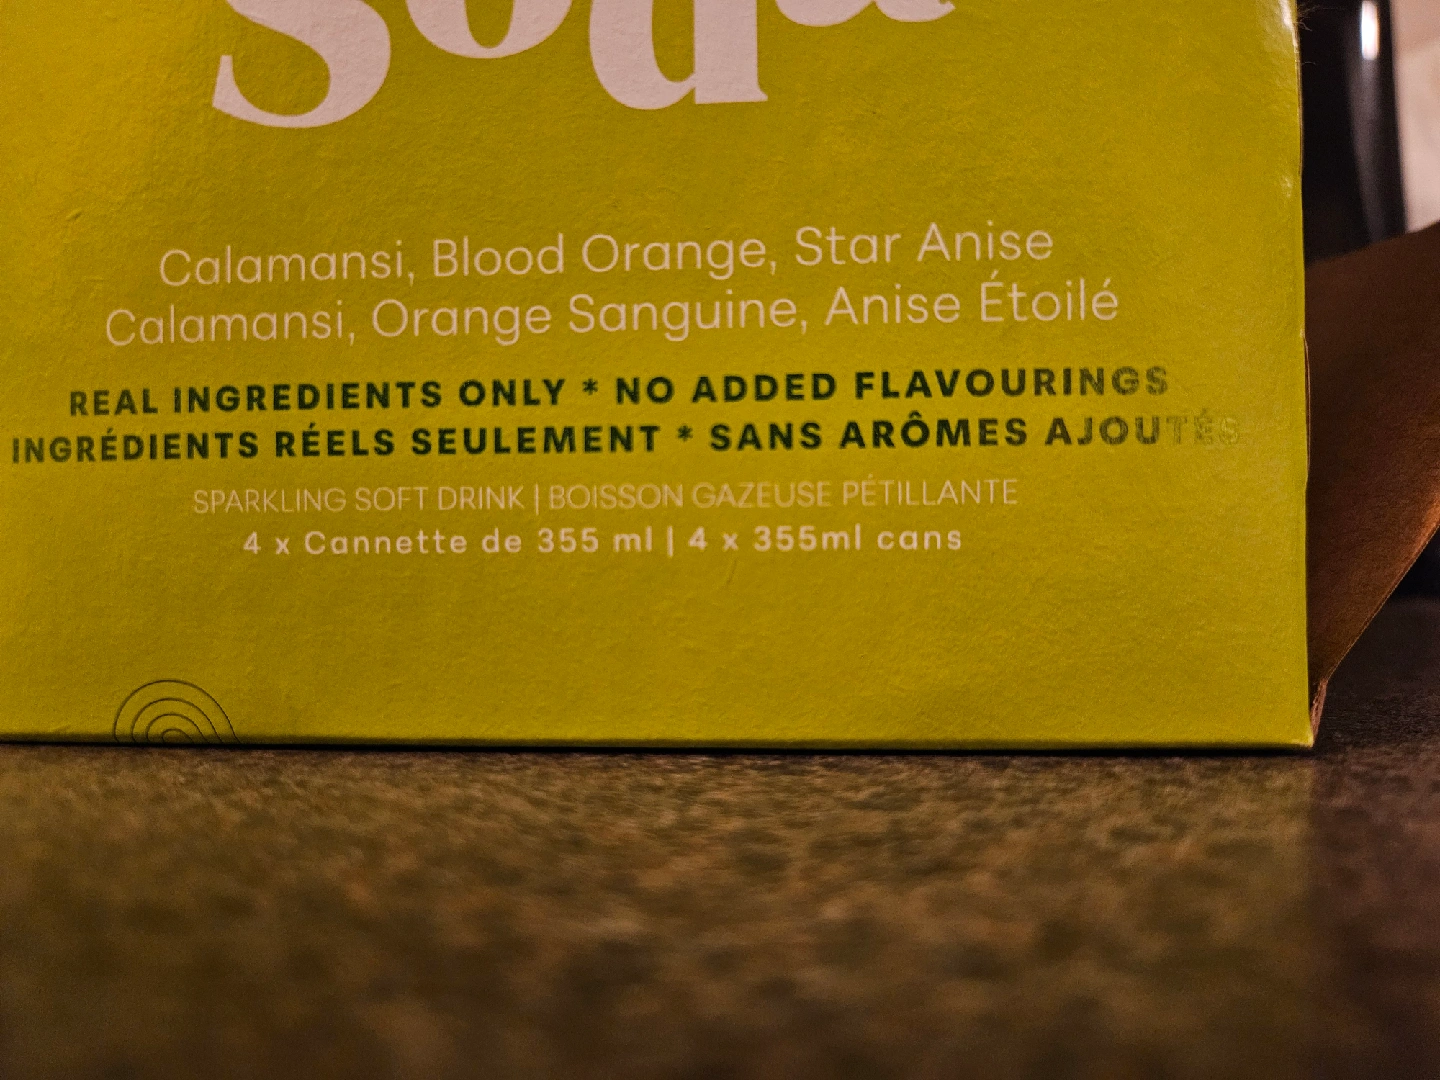 soda
Calamansi, Blood Orange, Star Anise
Calamansi, Orange Sanguine, Anise Étoilé
REAL INGREDIENTS ONLY * NO ADDED FLAVOURINGS
INGRÉDIENTS RÉELS SEULEMENT * SANS ARÔMES AJOUTÉS
SPARKLING SOFT DRINK | BOISSON GAZEUSE PÉTILLANTE
4 x Cannette de 355 ml | 4 x 355ml cans